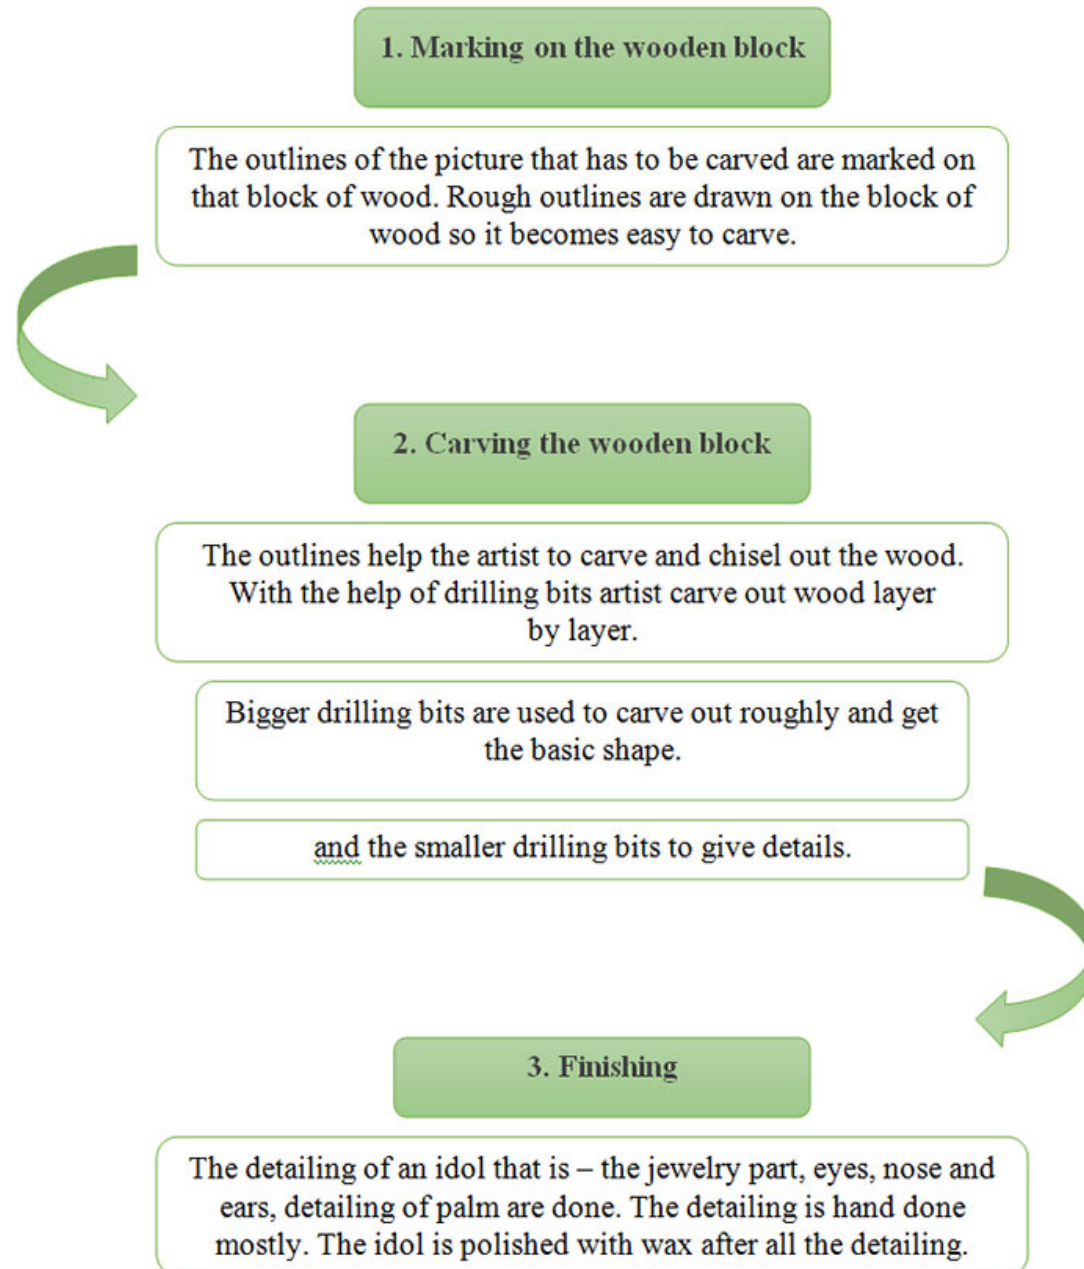 1. Marking on the wooden block
The outlines of the picture that has to be carved are marked on
that block of wood. Rough outlines are drawn on the block of
wood so it becomes easy to carve.
2. Carving the wooden block
The outlines help the artist to carve and chisel out the wood.
With the help of drilling bits artist carve out wood layer
by layer.
Bigger drilling bits are used to carve out roughly and get
the basic shape.
and the smaller drilling bits to give details.
3. Finishing
The detailing of an idol that is – the jewelry part, eyes, nose and
ears, detailing of palm are done. The detailing is hand done
mostly. The idol is polished with wax after all the detailing.